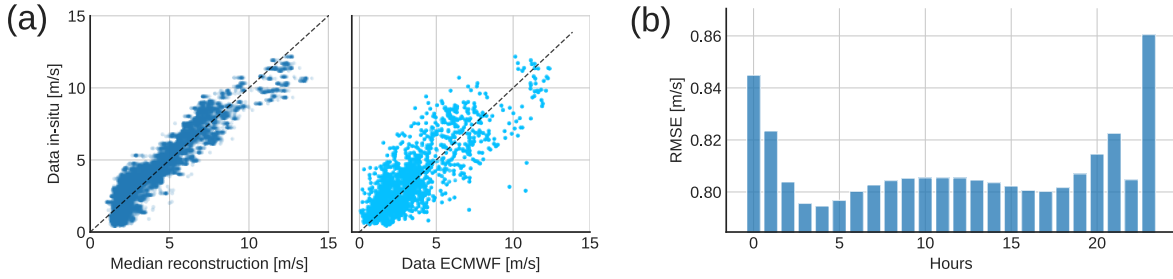 (a)
15
10
5
0
Data in-situ [m/s]
0 5 10 15
Median reconstruction [m/s]
0 5 10 15
Data ECMWF [m/s]
(b)
0.86
0.84
0.82
0.80
RMSE [m/s]
0 5 10 15 20
Hours